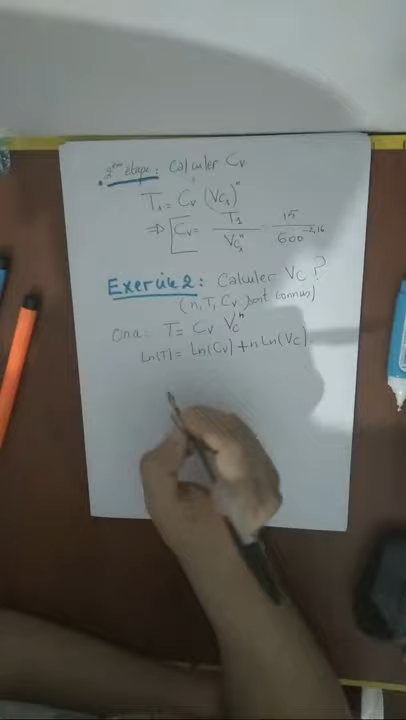 2ème étape: Calculer Cv
T1 = Cv (Vc1)^n
⇒ Cv = T1 / Vc1^n = 15 / 600^-2,16
Exercice 2: Calculer Vc?
(n, T, Cv) sont connus)
On a: T = Cv Vc^n
Ln(T) = Ln(Cv) + n Ln(Vc)